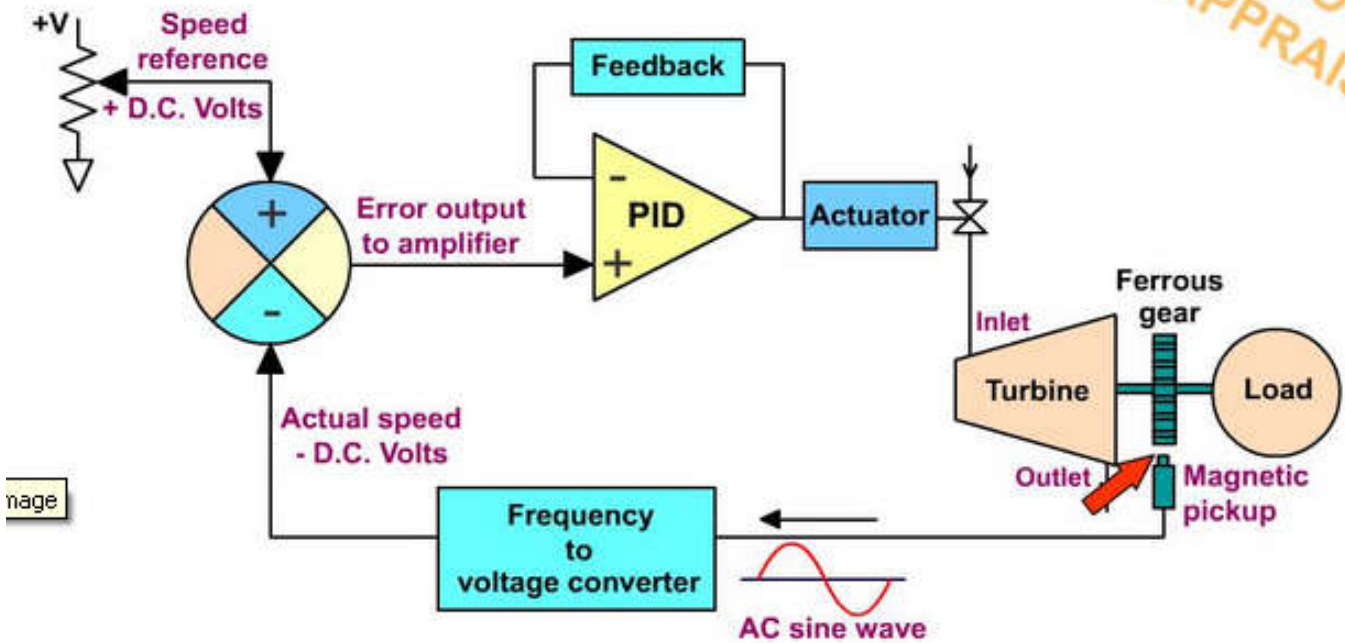 +V
Speed
reference
+ D.C. Volts
+
-
Error output
to amplifier
Feedback
-
PID
+
Actuator
Inlet
Ferrous
gear
Turbine
Load
Outlet
Magnetic
pickup
Actual speed
- D.C. Volts
Frequency
to
voltage converter
AC sine wave